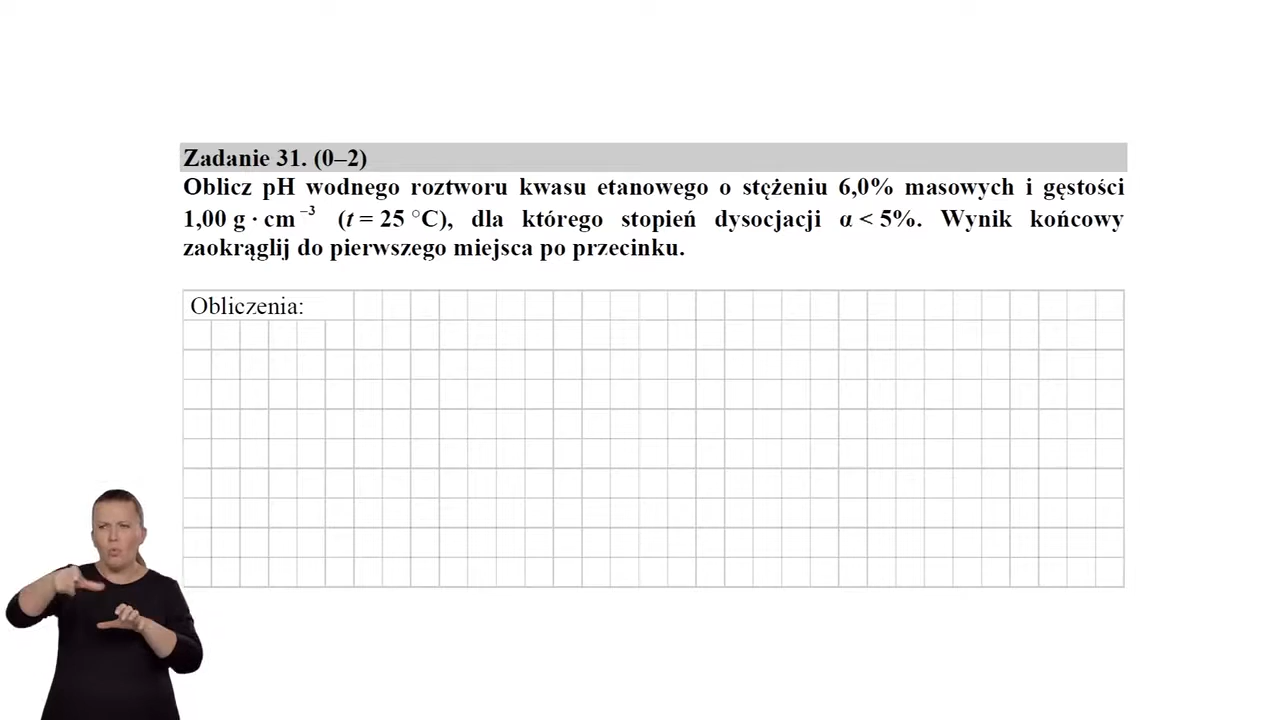 Zadanie 31. (0–2)
Oblicz pH wodnego roztworu kwasu etanowego o stężeniu 6,0% masowych i gęstości
1,00 g · cm⁻³ (t = 25 °C), dla którego stopień dysocjacji α < 5%. Wynik końcowy
zaokrąglij do pierwszego miejsca po przecinku.
Obliczenia: